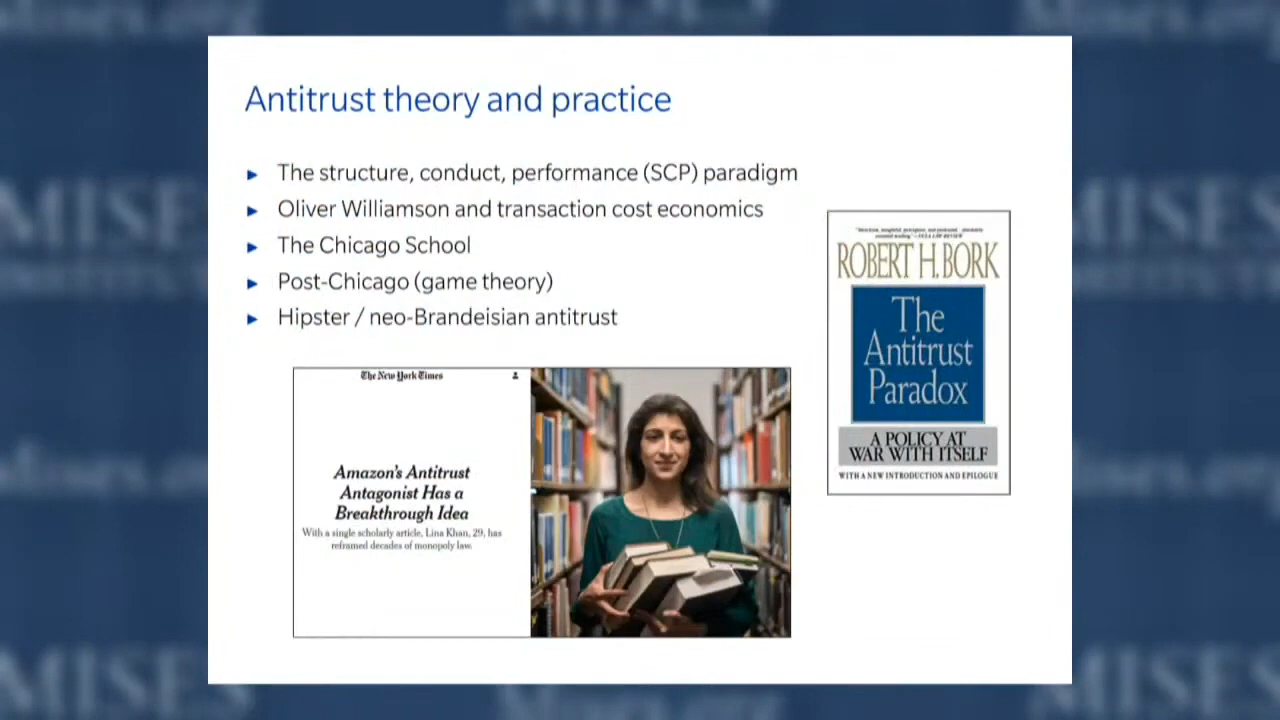 Antitrust theory and practice
The structure, conduct, performance (SCP) paradigm
Oliver Williamson and transaction cost economics
The Chicago School
Post-Chicago (game theory)
Hipster / neo-Brandeisian antitrust
The New York Times
Amazon's Antitrust
Antagonist Has a
Breakthrough Idea
With a single scholarly article, Lina Khan, 29, has
reframed decades of monopoly law.
ROBERT H. BORK
The
Antitrust
Paradox
A POLICY AT
WAR WITH ITSELF
WITH A NEW INTRODUCTION AND EPILOGUE
Mises.org
MISES